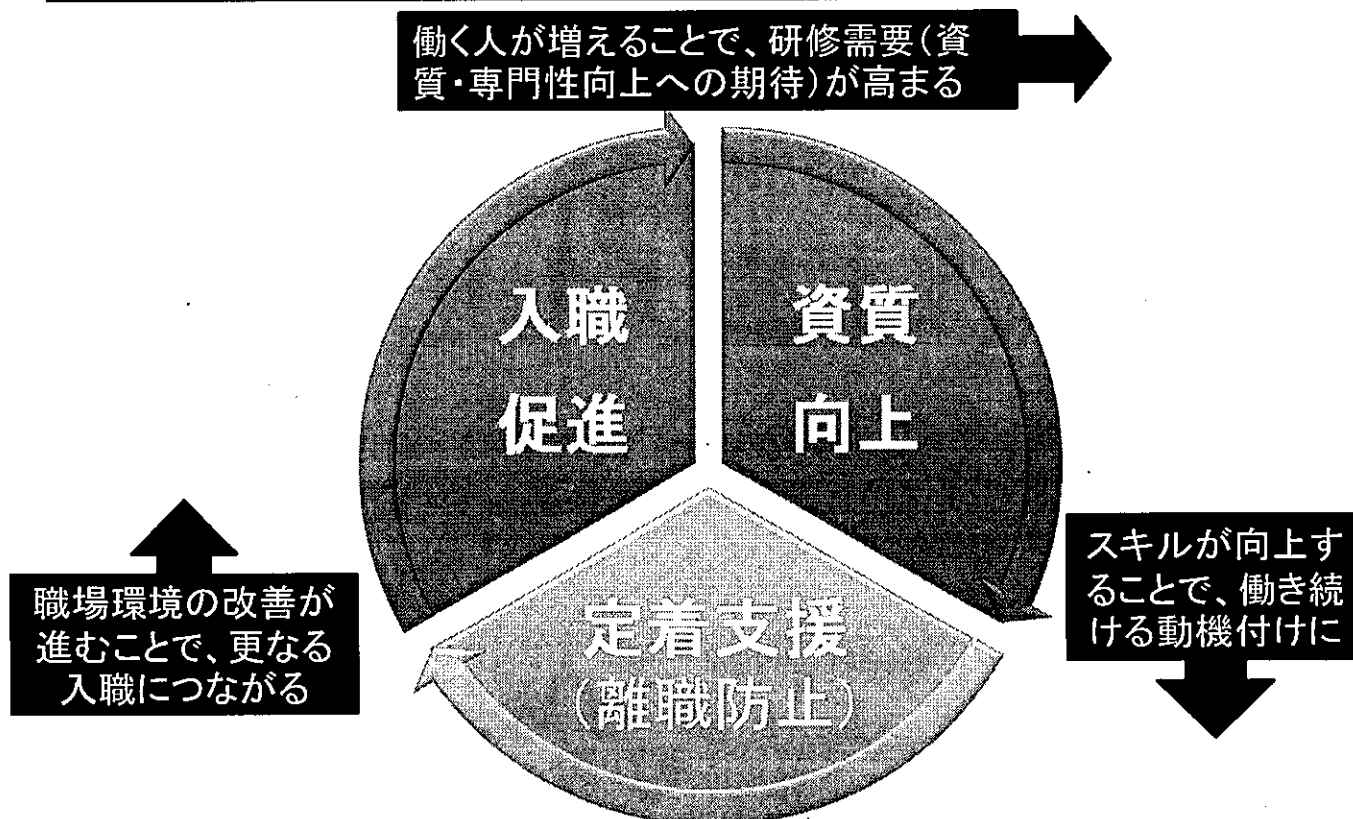 働く人が増えることで、研修需要(資
質・専門性向上への期待)が高まる
入職
促進
資質
向上
スキルが向上す
ることで、働き続
ける動機付けに
定着支援
(離職防止)
職場環境の改善が
進むことで、更なる
入職につながる